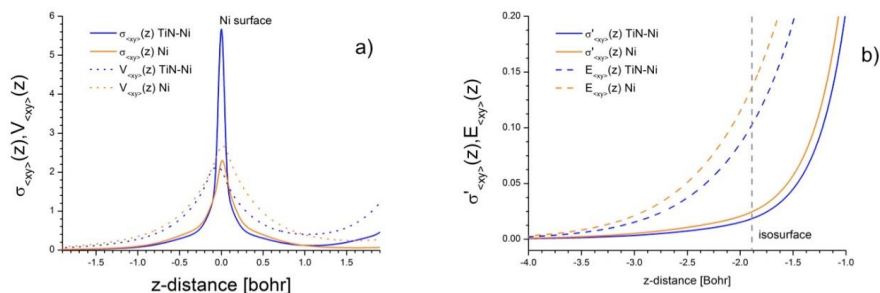 Ni surface
a)
σ<xy>(z) TiN–Ni
σ<xy>(z) Ni
V<xy>(z) TiN–Ni
V<xy>(z) Ni
σ<xy>(z),V<xy>(z)
6
5
4
3
2
1
0
-1.5 -1.0 -0.5 0.0 0.5 1.0 1.5
z-distance [bohr]
b)
σ'<xy>(z) TiN–Ni
σ'<xy>(z) Ni
E<xy>(z) TiN–Ni
E<xy>(z) Ni
σ'<xy>(z),E<xy>(z)
0.20
0.15
0.10
0.05
0.00
isosurface
-4.0 -3.5 -3.0 -2.5 -2.0 -1.5 -1.0
z-distance [Bohr]